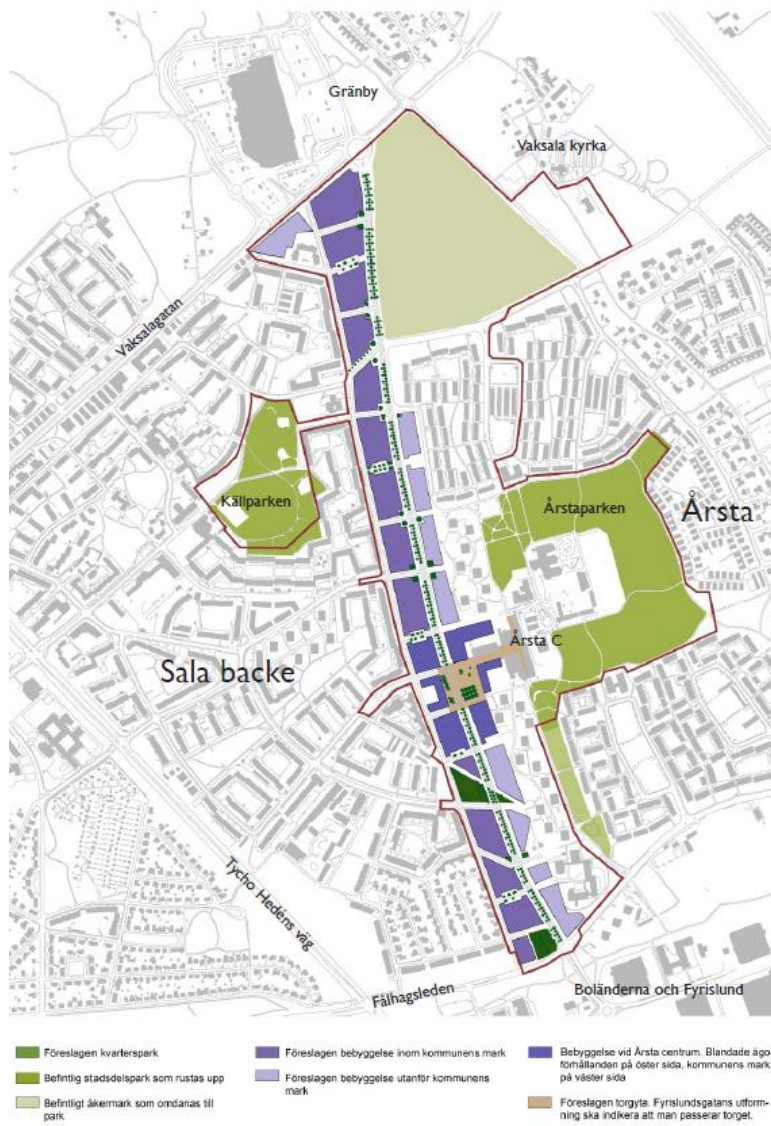 Gränby
Vaksala kyrka
Vaksalagatan
Källparken
Årstaparken
Årsta
Årsta C
Sala backe
Tycho Hedéns väg
Fålhagsleden
Boländerna och Fyrislund
Föreslagen kvarterspark
Befintlig stadsdelspark som rustas upp
Befintligt åkermark som omdanas till
park
Föreslagen bebyggelse inom kommunens mark
Föreslagen bebyggelse utanför kommunens
mark
Bebyggelse vid Årsta centrum. Blandade ägo
förhållanden på öster sida, kommunens mark
på väster sida
Föreslagen torgyta. Fyrislundsgatans utform-
ning ska indikera att man passerar torget.